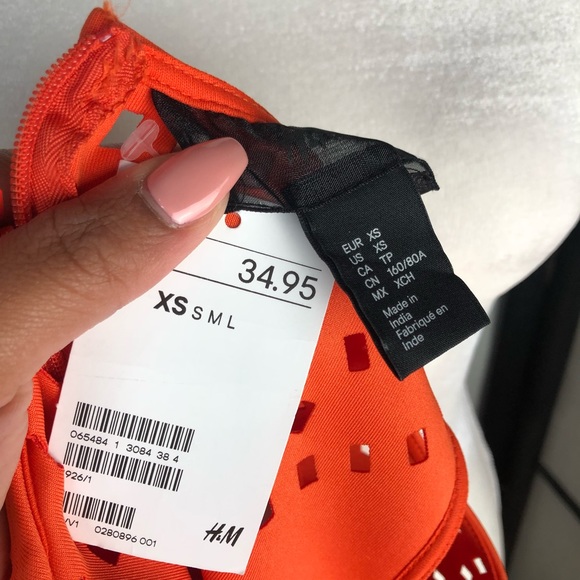 34.95
XS S M L
065484 1 3084 38 4
926/1
/V1 0280896 001
H&M
EUR XS
US XS
CA TP
CN 160/80A
MX XCH
Made in
India
Fabriqué en
Inde